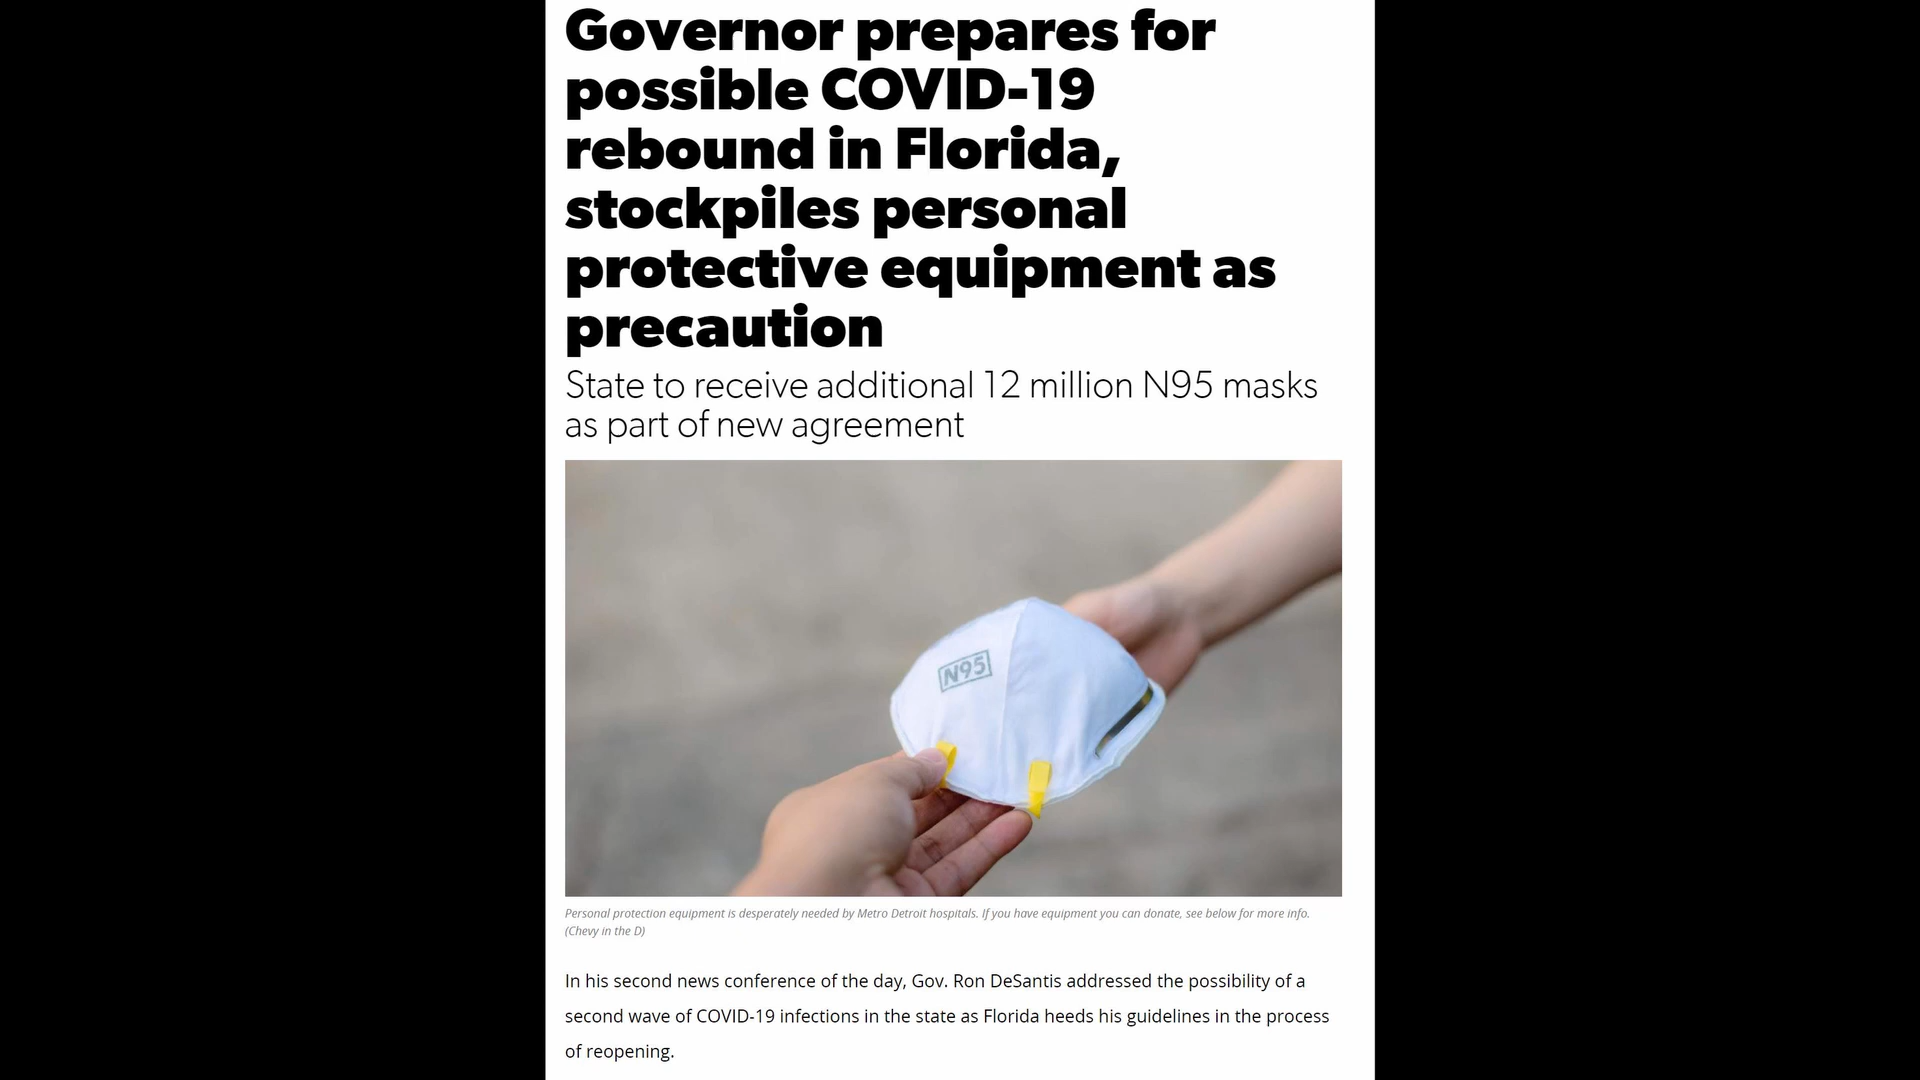 Governor prepares for
possible COVID-19
rebound in Florida,
stockpiles personal
protective equipment as
precaution
State to receive additional 12 million N95 masks
as part of new agreement
N95
Personal protection equipment is desperately needed by Metro Detroit hospitals. If you have equipment you can donate, see below for more info.
(Chevy in the D)
In his second news conference of the day, Gov. Ron DeSantis addressed the possibility of a
second wave of COVID-19 infections in the state as Florida heeds his guidelines in the process
of reopening.